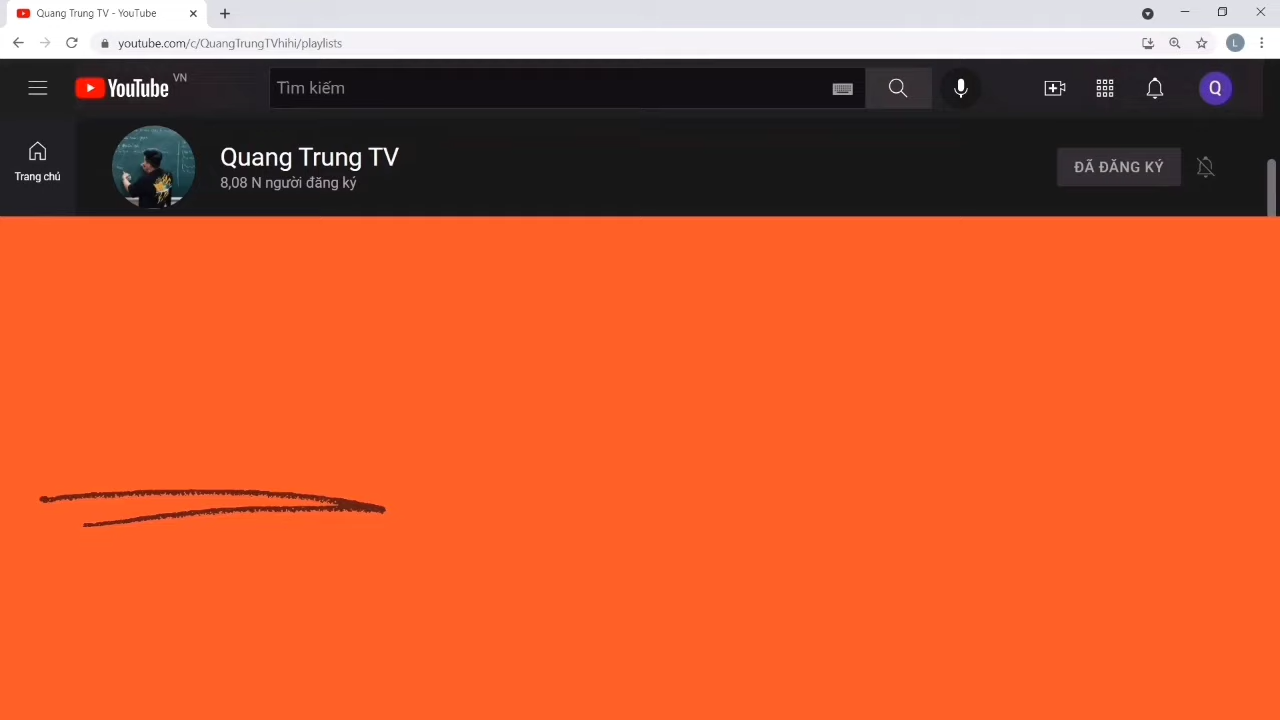 Quang Trung TV - YouTube
youtube.com/c/QuangTrungTVhihi/playlists
YouTube VN
Tìm kiếm
Q
L
Trang chủ
Quang Trung TV
8,08 N người đăng ký
ĐÃ ĐĂNG KÝ